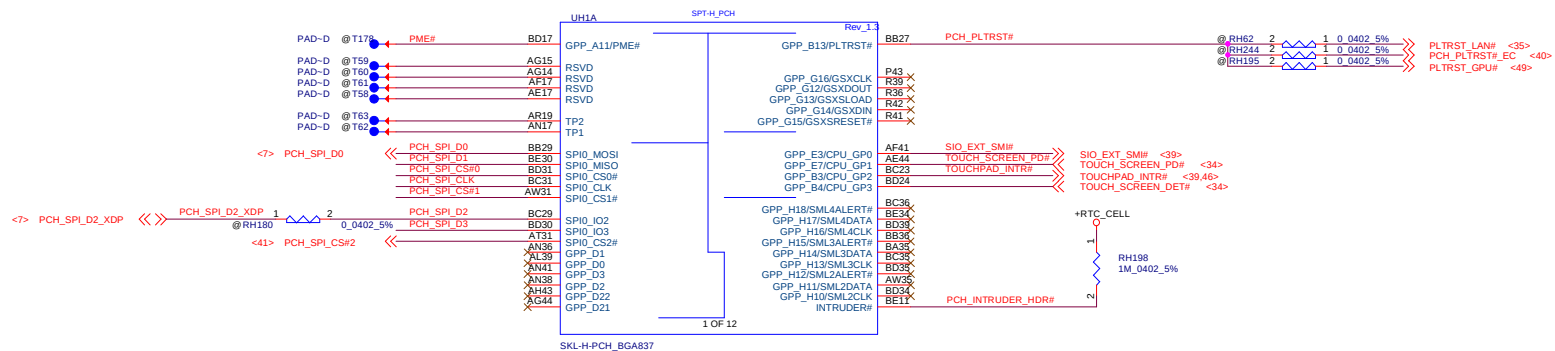 UH1A
SPT-H_PCH
Rev_1.3
PAD~D @T178 PME# BD17 GPP_A11/PME#
PAD~D @T59 AG15 RSVD
PAD~D @T60 AG14 RSVD
PAD~D @T61 AF17 RSVD
PAD~D @T58 AE17 RSVD
PAD~D @T63 AR19 TP2
PAD~D @T62 AN17 TP1
<7> PCH_SPI_D0 PCH_SPI_D0 BB29 SPI0_MOSI
PCH_SPI_D1 BE30 SPI0_MISO
PCH_SPI_CS#0 BD31 SPI0_CS0#
PCH_SPI_CLK BC31 SPI0_CLK
PCH_SPI_CS#1 AW31 SPI0_CS1#
<7> PCH_SPI_D2_XDP PCH_SPI_D2_XDP 1 2 PCH_SPI_D2 BC29 SPI0_IO2
@RH180 0_0402_5% PCH_SPI_D3 BD30 SPI0_IO3
<41> PCH_SPI_CS#2 AT31 SPI0_CS2#
AN36 GPP_D1
AL39 GPP_D0
AN41 GPP_D3
AN38 GPP_D2
AH43 GPP_D22
AG44 GPP_D21
GPP_B13/PLTRST# BB27 PCH_PLTRST# @RH62 2 1 0_0402_5% PLTRST_LAN# <35>
@RH244 2 1 0_0402_5% PCH_PLTRST#_EC <40>
@RH195 2 1 0_0402_5% PLTRST_GPU# <49>
GPP_G16/GSXCLK P43
GPP_G12/GSXDOUT R39
GPP_G13/GSXSLOAD R36
GPP_G14/GSXDIN R42
GPP_G15/GSXSRESET# R41
GPP_E3/CPU_GP0 AF41 SIO_EXT_SMI# SIO_EXT_SMI# <39>
GPP_E7/CPU_GP1 AE44 TOUCH_SCREEN_PD# TOUCH_SCREEN_PD# <34>
GPP_B3/CPU_GP2 BC23 TOUCHPAD_INTR# TOUCHPAD_INTR# <39,46>
GPP_B4/CPU_GP3 BD24 TOUCH_SCREEN_DET# <34>
GPP_H18/SML4ALERT# BC36
GPP_H17/SML4DATA BE34
GPP_H16/SML4CLK BD39
GPP_H15/SML3ALERT# BB36
GPP_H14/SML3DATA BA35
GPP_H13/SML3CLK BC35
GPP_H12/SML2ALERT# BD35
GPP_H11/SML2DATA AW35
GPP_H10/SML2CLK BD34
INTRUDER# BE11 PCH_INTRUDER_HDR#
+RTC_CELL
1
RH198
1M_0402_5%
2
1 OF 12
SKL-H-PCH_BGA837